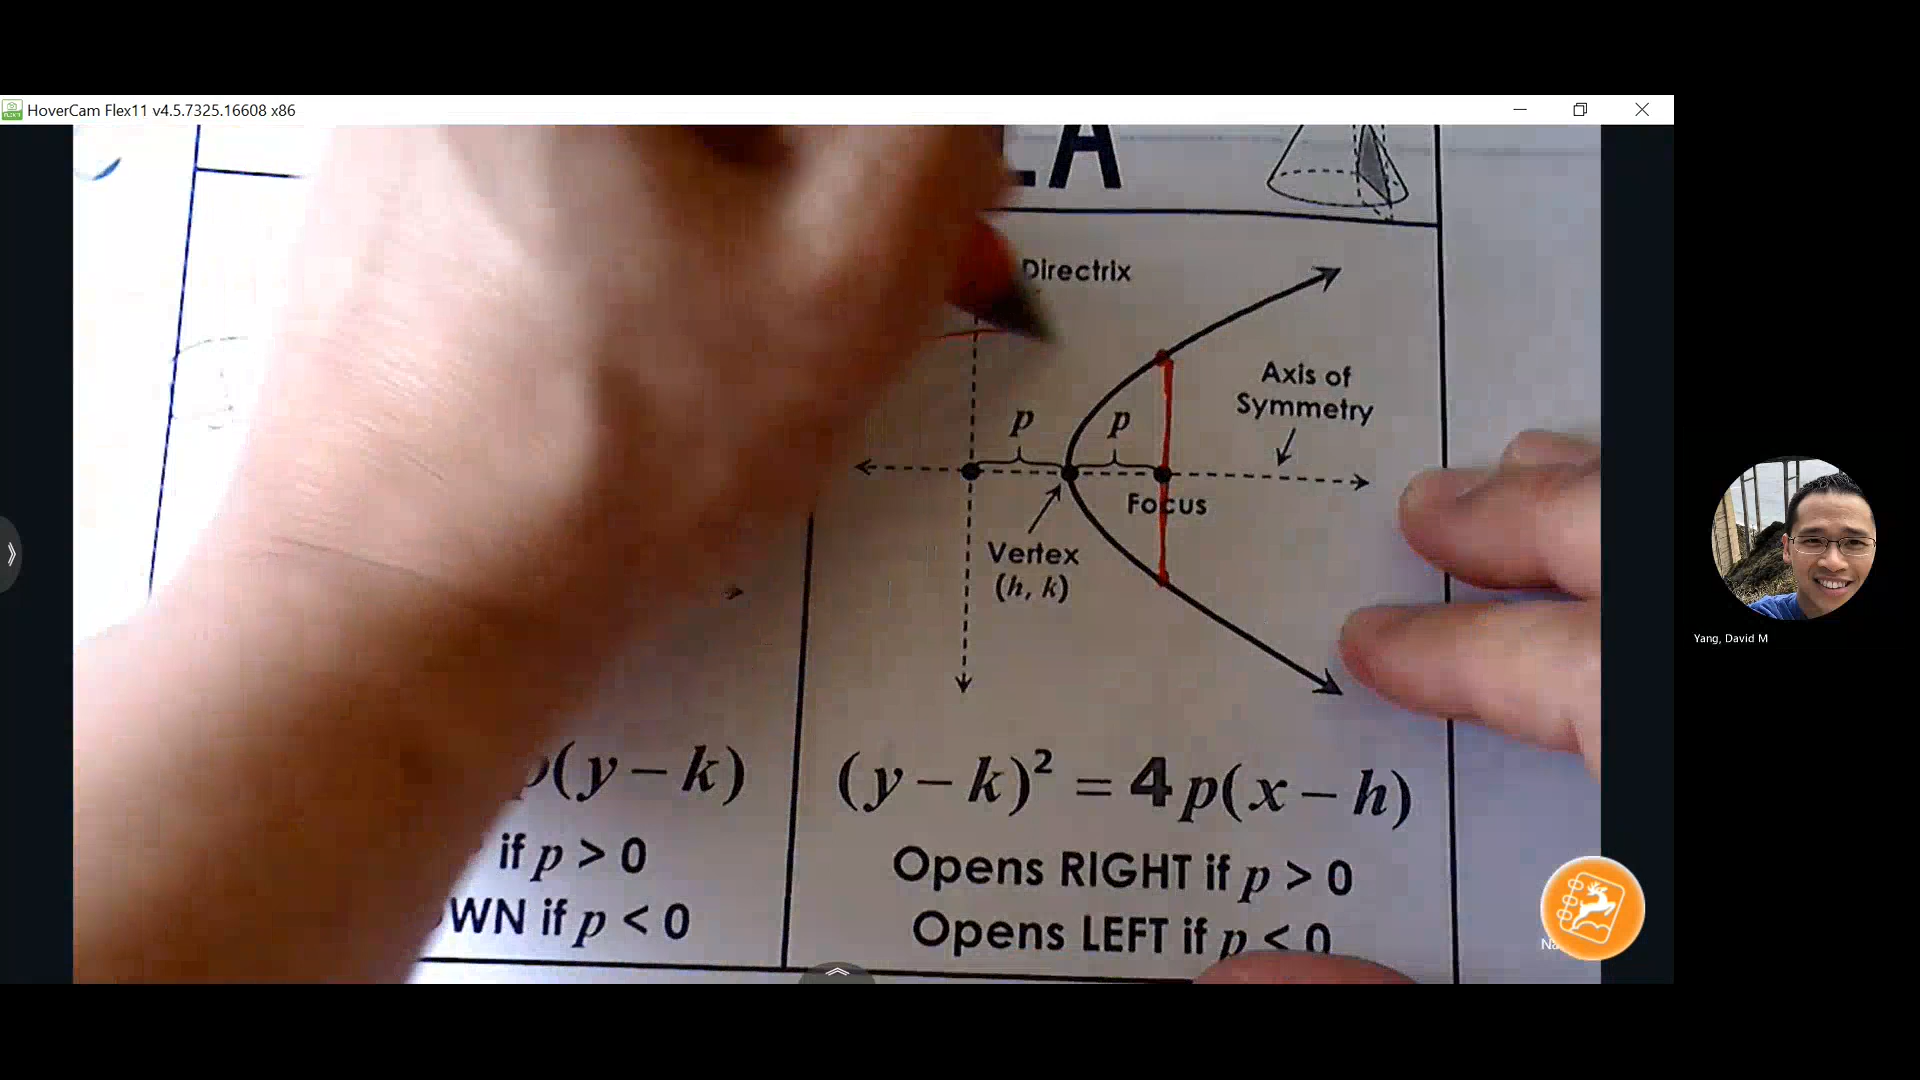 HoverCam Flex11 v4.5.7325.16608 x86
LA
Directrix
Axis of
Symmetry
p
p
Focus
Vertex
(h, k)
(y – k)
(y – k)² = 4p(x – h)
if p > 0
WN if p < 0
Opens RIGHT if p > 0
Opens LEFT if p < 0
Yang, David M